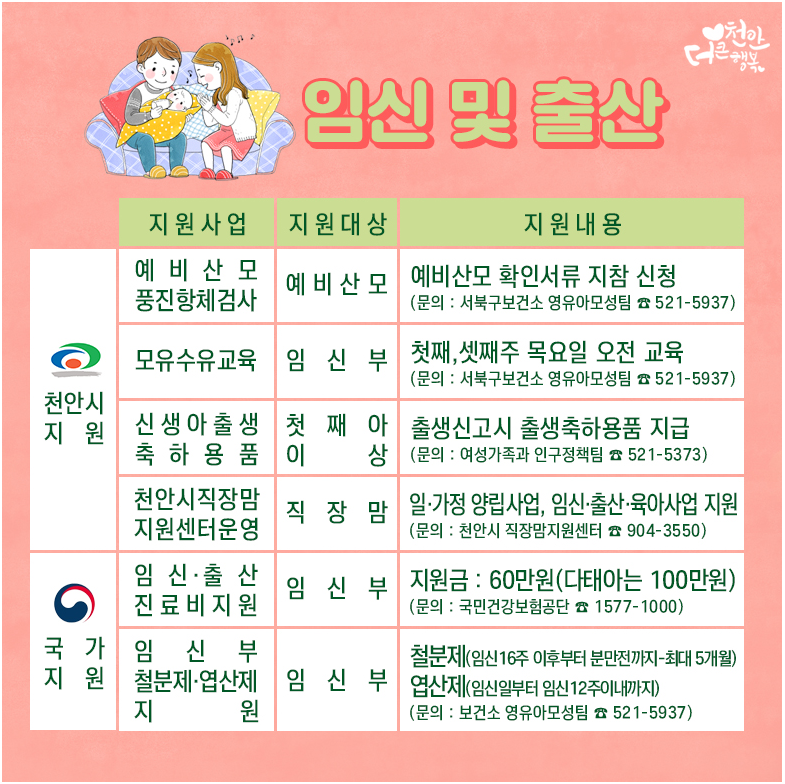 더 큰 천안
행복
임신 및 출산
지원사업 지원대상 지원내용
천안시
지 원
예비산모
풍진항체검사
예비산모
예비산모 확인서류 지참 신청
(문의 : 서북구보건소 영유아모성팀 ☎ 521-5937)
모유수유교육
임 신 부
첫째,셋째주 목요일 오전 교육
(문의 : 서북구보건소 영유아모성팀 ☎ 521-5937)
신생아출생
축하용품
첫 째 아
이 상
출생신고시 출생축하용품 지급
(문의 : 여성가족과 인구정책팀 ☎ 521-5373)
천안시직장맘
지원센터운영
직 장 맘
일·가정 양립사업, 임신·출산·육아사업 지원
(문의 : 천안시 직장맘지원센터 ☎ 904-3550)
국 가
지 원
임신·출산
진료비지원
임 신 부
지원금 : 60만원(다태아는 100만원)
(문의 : 국민건강보험공단 ☎ 1577-1000)
임 신 부
철분제·엽산제
지 원
임 신 부
철분제(임신16주 이후부터 분만전까지-최대 5개월)
엽산제(임신일부터 임신12주이내까지)
(문의 : 보건소 영유아모성팀 ☎ 521-5937)